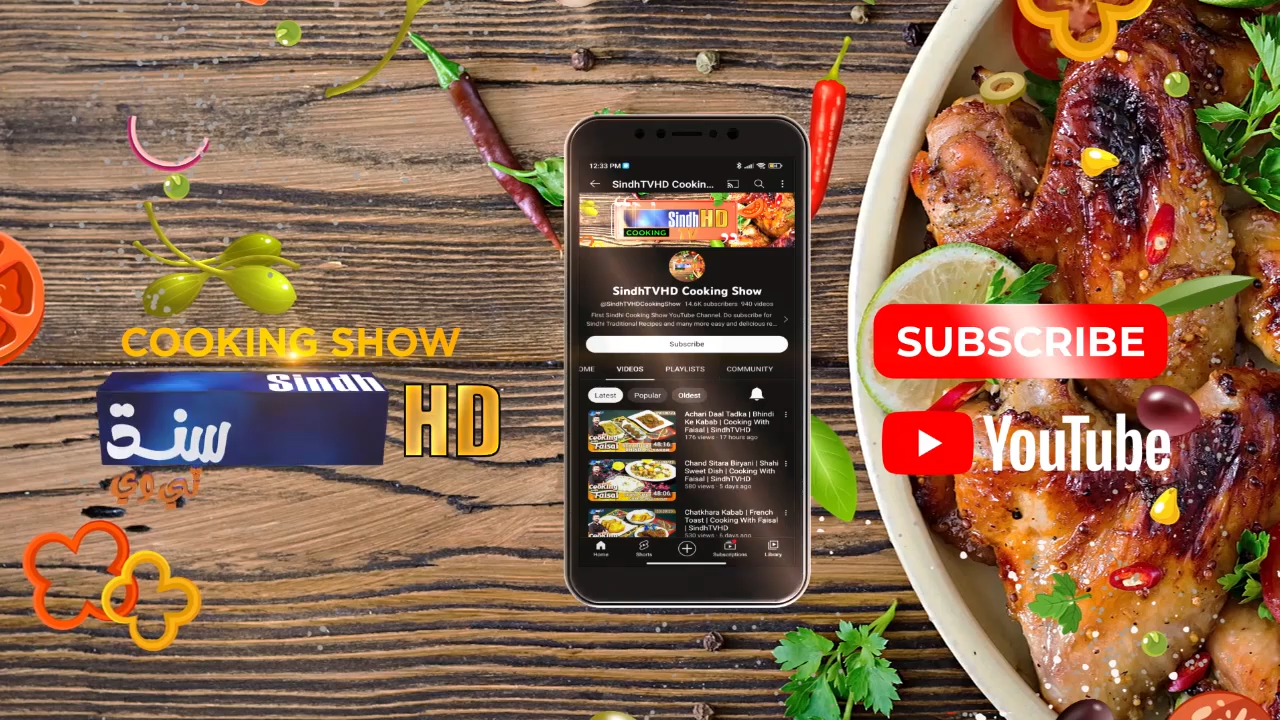 COOKING SHOW
Sindh
سنڌ
HD
ٽي وي
12:33 PM
SindhTVHD Cookin...
Sindh HD
COOKING
SindhTVHD Cooking Show
@SindhTVHDCookingShow 14.6K subscribers 940 videos
First Sindhi Cooking Show YouTube Channel. Do subscribe for
Sindhi Traditional Recipes and many more easy and delicious re...
Subscribe
OME VIDEOS PLAYLISTS COMMUNITY
Latest Popular Oldest
Achari Daal Tadka | Bhindi
Ke Kabab | Cooking With
Faisal | SindhTVHD
176 views · 17 hours ago
Cooking
Faisal
48:16
Chand Sitara Biryani | Shahi
Sweet Dish | Cooking With
Faisal | SindhTVHD
580 views · 5 days ago
Cooking
Faisal
48:06
Chatkhara Kabab | French
Toast | Cooking With Faisal
| SindhTVHD
530 views · 6 days ago
Home Shorts Subscriptions Library
SUBSCRIBE
YouTube